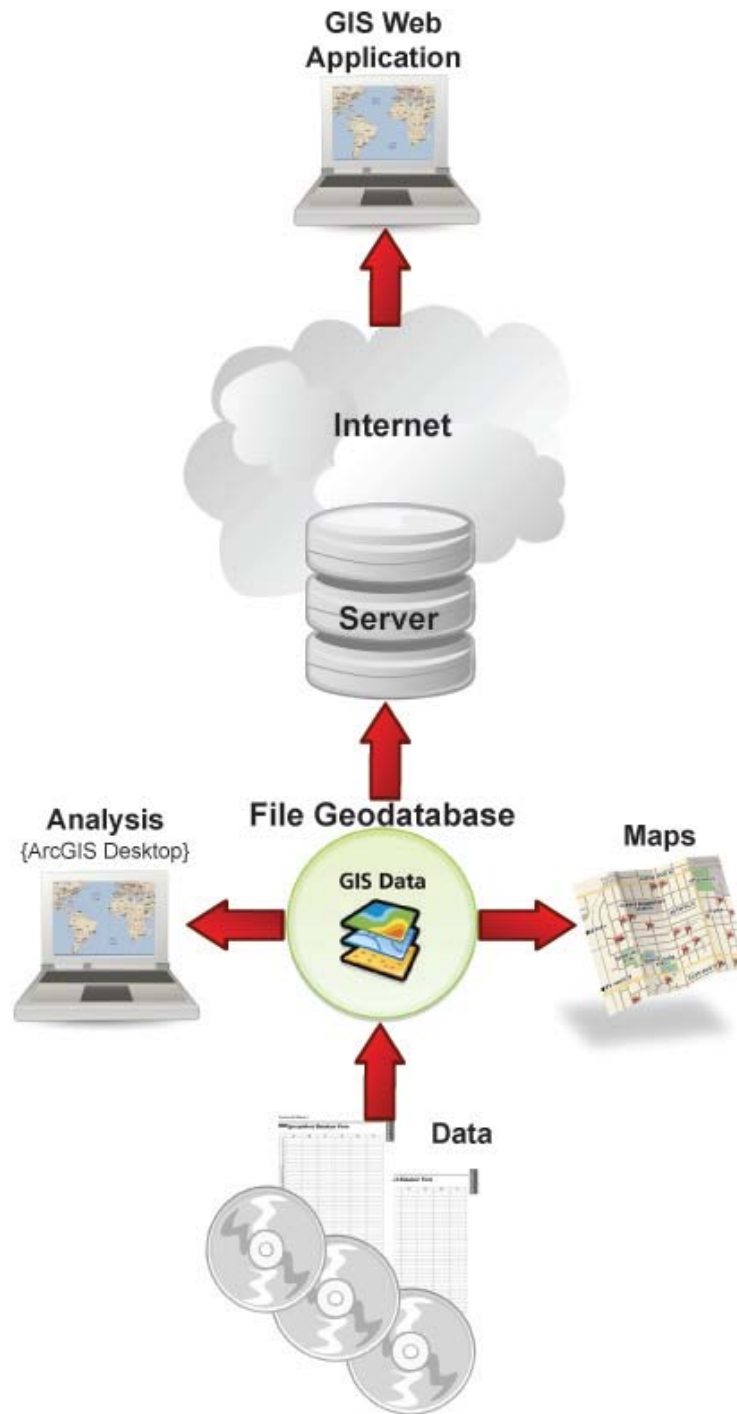 GIS Web
Application
Internet
Server
File Geodatabase
Analysis
{ArcGIS Desktop}
GIS Data
Maps
Data